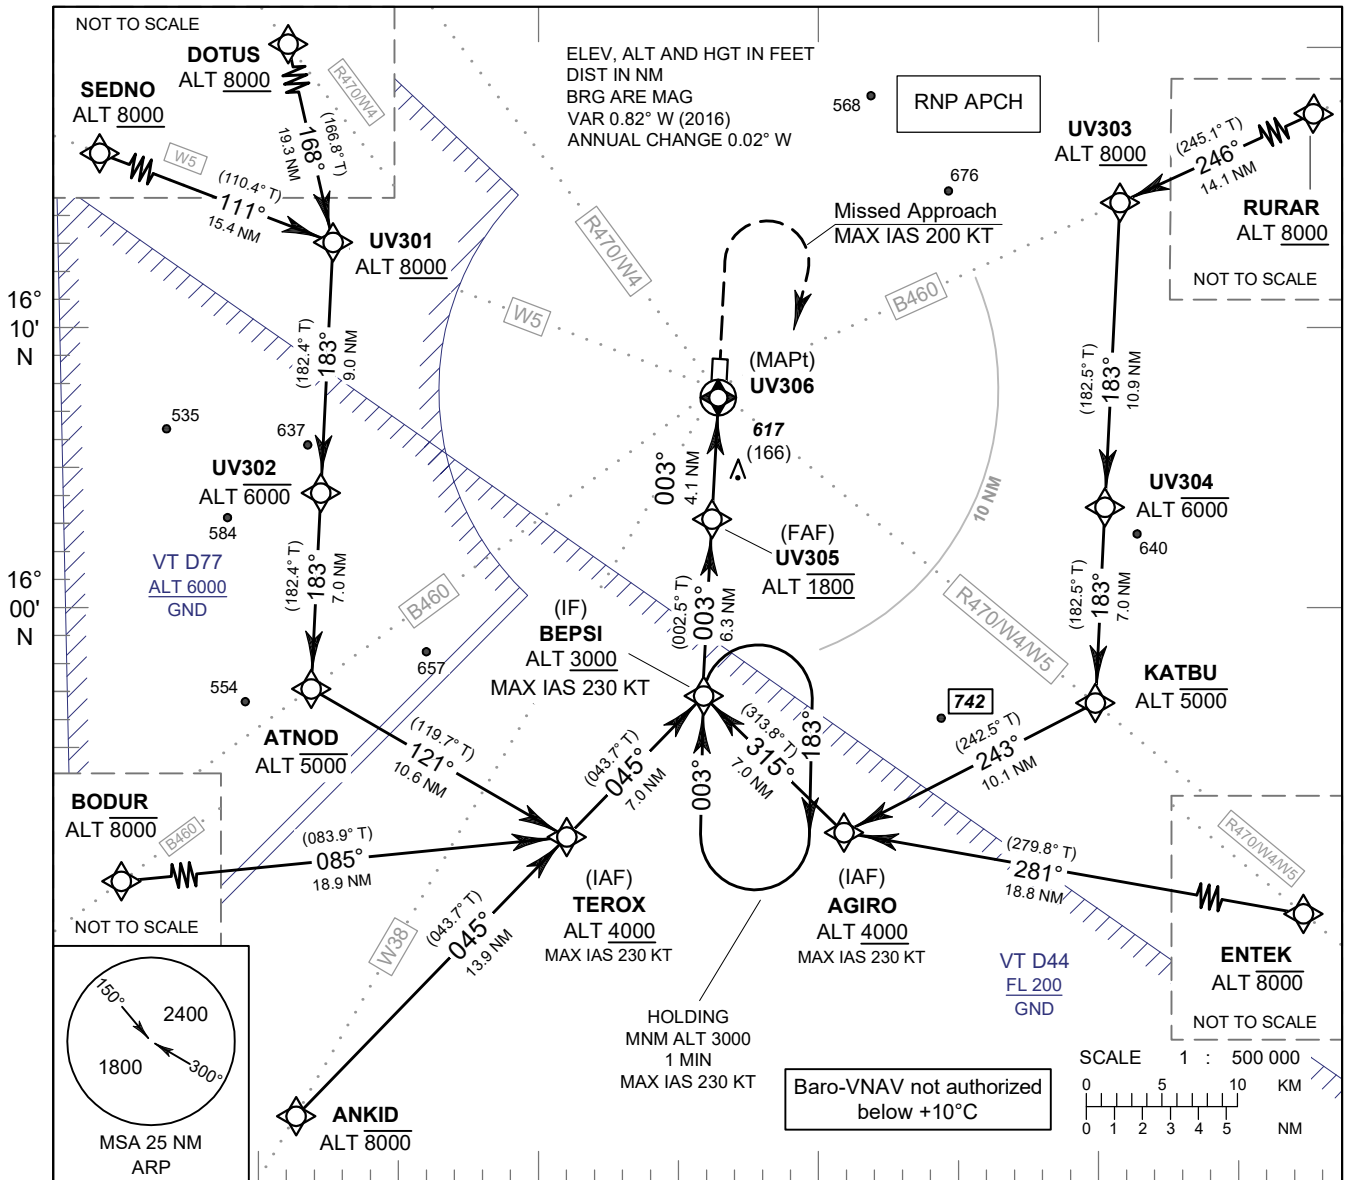 NOT TO SCALE
DOTUS
ALT 8000
SEDNO
ALT 8000
R470/W4
(166.8° T)
168°
19.3 NM
W5
(110.4° T)
111°
15.4 NM
UV301
ALT 8000
ELEV, ALT AND HGT IN FEET
DIST IN NM
BRG ARE MAG
VAR 0.82° W (2016)
ANNUAL CHANGE 0.02° W
568
RNP APCH
676
Missed Approach
MAX IAS 200 KT
UV303
ALT 8000
(245.1° T)
246°
14.1 NM
RURAR
ALT 8000
NOT TO SCALE
R470/W4
W5
B460
16°
10'
N
(182.4° T)
183°
9.0 NM
(MAPt)
UV306
617
(166)
003°
4.1 NM
(182.5° T)
183°
10.9 NM
535
637
UV302
ALT 6000
584
UV304
ALT 6000
640
10 NM
(FAF)
UV305
ALT 1800
VT D77
ALT 6000
GND
(182.4° T)
183°
7.0 NM
16°
00'
N
B460
(IF)
BEPSI
ALT 3000
MAX IAS 230 KT
(002.5° T)
003°
6.3 NM
R470/W4/W5
(182.5° T)
183°
7.0 NM
657
554
KATBU
ALT 5000
742
ATNOD
ALT 5000
(119.7° T)
121°
10.6 NM
(043.7° T)
045°
7.0 NM
003°
183°
(313.8° T)
315°
7.0 NM
(242.5° T)
243°
10.1 NM
BODUR
ALT 8000
B460
(083.9° T)
085°
18.9 NM
NOT TO SCALE
(279.8° T)
281°
18.8 NM
R470/W4/W5
(IAF)
TEROX
ALT 4000
MAX IAS 230 KT
(IAF)
AGIRO
ALT 4000
MAX IAS 230 KT
W38
(043.7° T)
045°
13.9 NM
ENTEK
ALT 8000
NOT TO SCALE
VT D44
FL 200
GND
150°
2400
1800
300°
MSA 25 NM
ARP
ANKID
ALT 8000
HOLDING
MNM ALT 3000
1 MIN
MAX IAS 230 KT
Baro-VNAV not authorized
below +10°C
SCALE 1 : 500 000
0 5 10 KM
0 1 2 3 4 5 NM